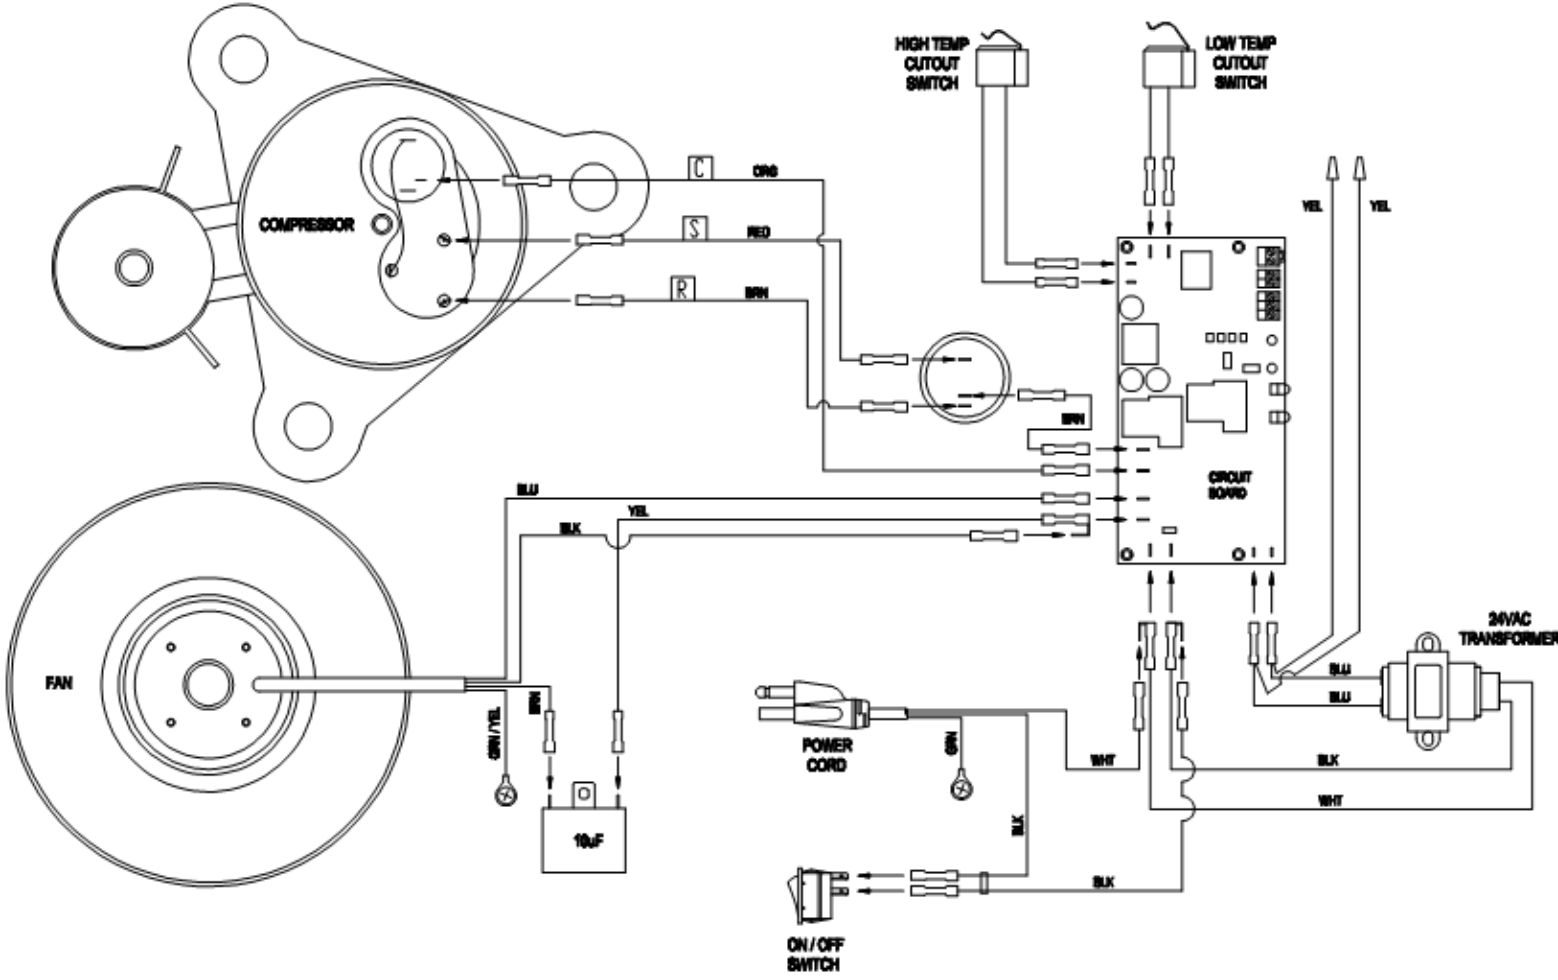 HIGH TEMP
CUTOUT
SWITCH
LOW TEMP
CUTOUT
SWITCH
C
ORG
YEL
YEL
COMPRESSOR
S
RED
R
BRN
BRN
CIRCUIT
BOARD
BLU
YEL
BLK
24VAC
TRANSFORMER
FAN
BLU
BLU
BRN
GRN / YEL
POWER
CORD
GRN
WHT
BLK
WHT
10uF
BLK
BLK
ON / OFF
SWITCH